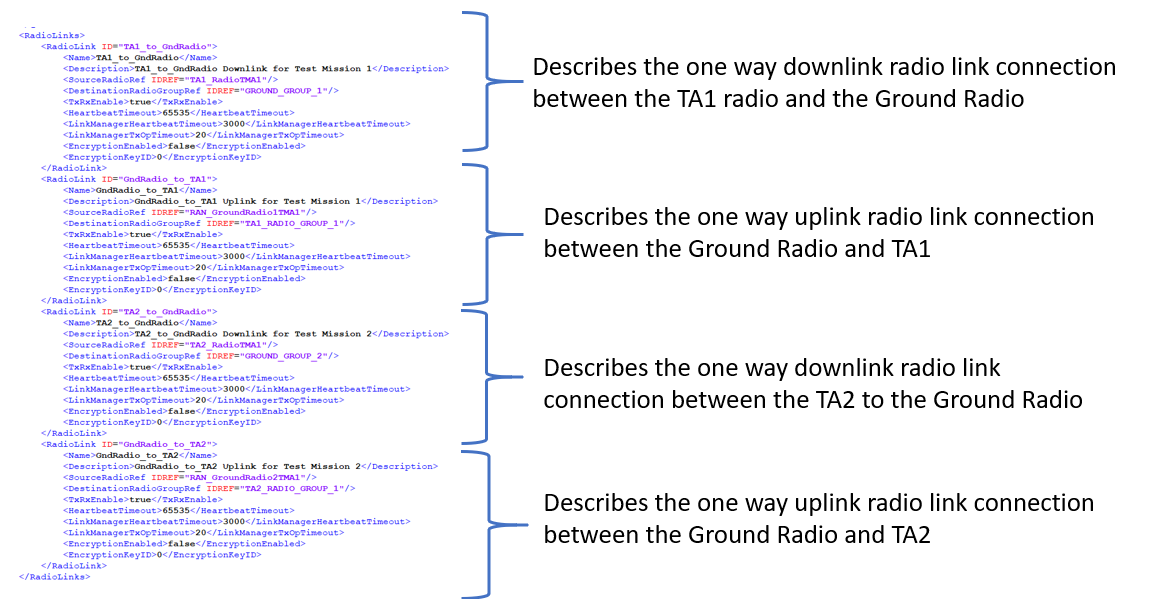 <RadioLinks>
<RadioLink ID="TA1_to_GndRadio">
<Name>TA1_to_GndRadio</Name>
<Description>TA1_to_GndRadio Downlink for Test Mission 1</Description>
<SourceRadioRef IDREF="TA1_RadioTMA1"/>
<DestinationRadioGroupRef IDREF="GROUND_GROUP_1"/>
<TxRxEnable>true</TxRxEnable>
<HeartbeatTimeout>65535</HeartbeatTimeout>
<LinkManagerHeartbeatTimeout>3000</LinkManagerHeartbeatTimeout>
<LinkManagerTxOpTimeout>20</LinkManagerTxOpTimeout>
<EncryptionEnabled>false</EncryptionEnabled>
<EncryptionKeyID>0</EncryptionKeyID>
</RadioLink>
Describes the one way downlink radio link connection
between the TA1 radio and the Ground Radio
<RadioLink ID="GndRadio_to_TA1">
<Name>GndRadio_to_TA1</Name>
<Description>GndRadio_to_TA1 Uplink for Test Mission 1</Description>
<SourceRadioRef IDREF="RAN_GroundRadio1TMA1"/>
<DestinationRadioGroupRef IDREF="TA1_RADIO_GROUP_1"/>
<TxRxEnable>true</TxRxEnable>
<HeartbeatTimeout>65535</HeartbeatTimeout>
<LinkManagerHeartbeatTimeout>3000</LinkManagerHeartbeatTimeout>
<LinkManagerTxOpTimeout>20</LinkManagerTxOpTimeout>
<EncryptionEnabled>false</EncryptionEnabled>
<EncryptionKeyID>0</EncryptionKeyID>
</RadioLink>
Describes the one way uplink radio link connection
between the Ground Radio and TA1
<RadioLink ID="TA2_to_GndRadio">
<Name>TA2_to_GndRadio</Name>
<Description>TA2_to_GndRadio Downlink for Test Mission 2</Description>
<SourceRadioRef IDREF="TA2_RadioTMA1"/>
<DestinationRadioGroupRef IDREF="GROUND_GROUP_2"/>
<TxRxEnable>true</TxRxEnable>
<HeartbeatTimeout>65535</HeartbeatTimeout>
<LinkManagerHeartbeatTimeout>3000</LinkManagerHeartbeatTimeout>
<LinkManagerTxOpTimeout>20</LinkManagerTxOpTimeout>
<EncryptionEnabled>false</EncryptionEnabled>
<EncryptionKeyID>0</EncryptionKeyID>
</RadioLink>
Describes the one way downlink radio link
connection between the TA2 to the Ground Radio
<RadioLink ID="GndRadio_to_TA2">
<Name>GndRadio_to_TA2</Name>
<Description>GndRadio_to_TA2 Uplink for Test Mission 2</Description>
<SourceRadioRef IDREF="RAN_GroundRadio2TMA1"/>
<DestinationRadioGroupRef IDREF="TA2_RADIO_GROUP_1"/>
<TxRxEnable>true</TxRxEnable>
<HeartbeatTimeout>65535</HeartbeatTimeout>
<LinkManagerHeartbeatTimeout>3000</LinkManagerHeartbeatTimeout>
<LinkManagerTxOpTimeout>20</LinkManagerTxOpTimeout>
<EncryptionEnabled>false</EncryptionEnabled>
<EncryptionKeyID>0</EncryptionKeyID>
</RadioLink>
</RadioLinks>
Describes the one way uplink radio link connection
between the Ground Radio and TA2